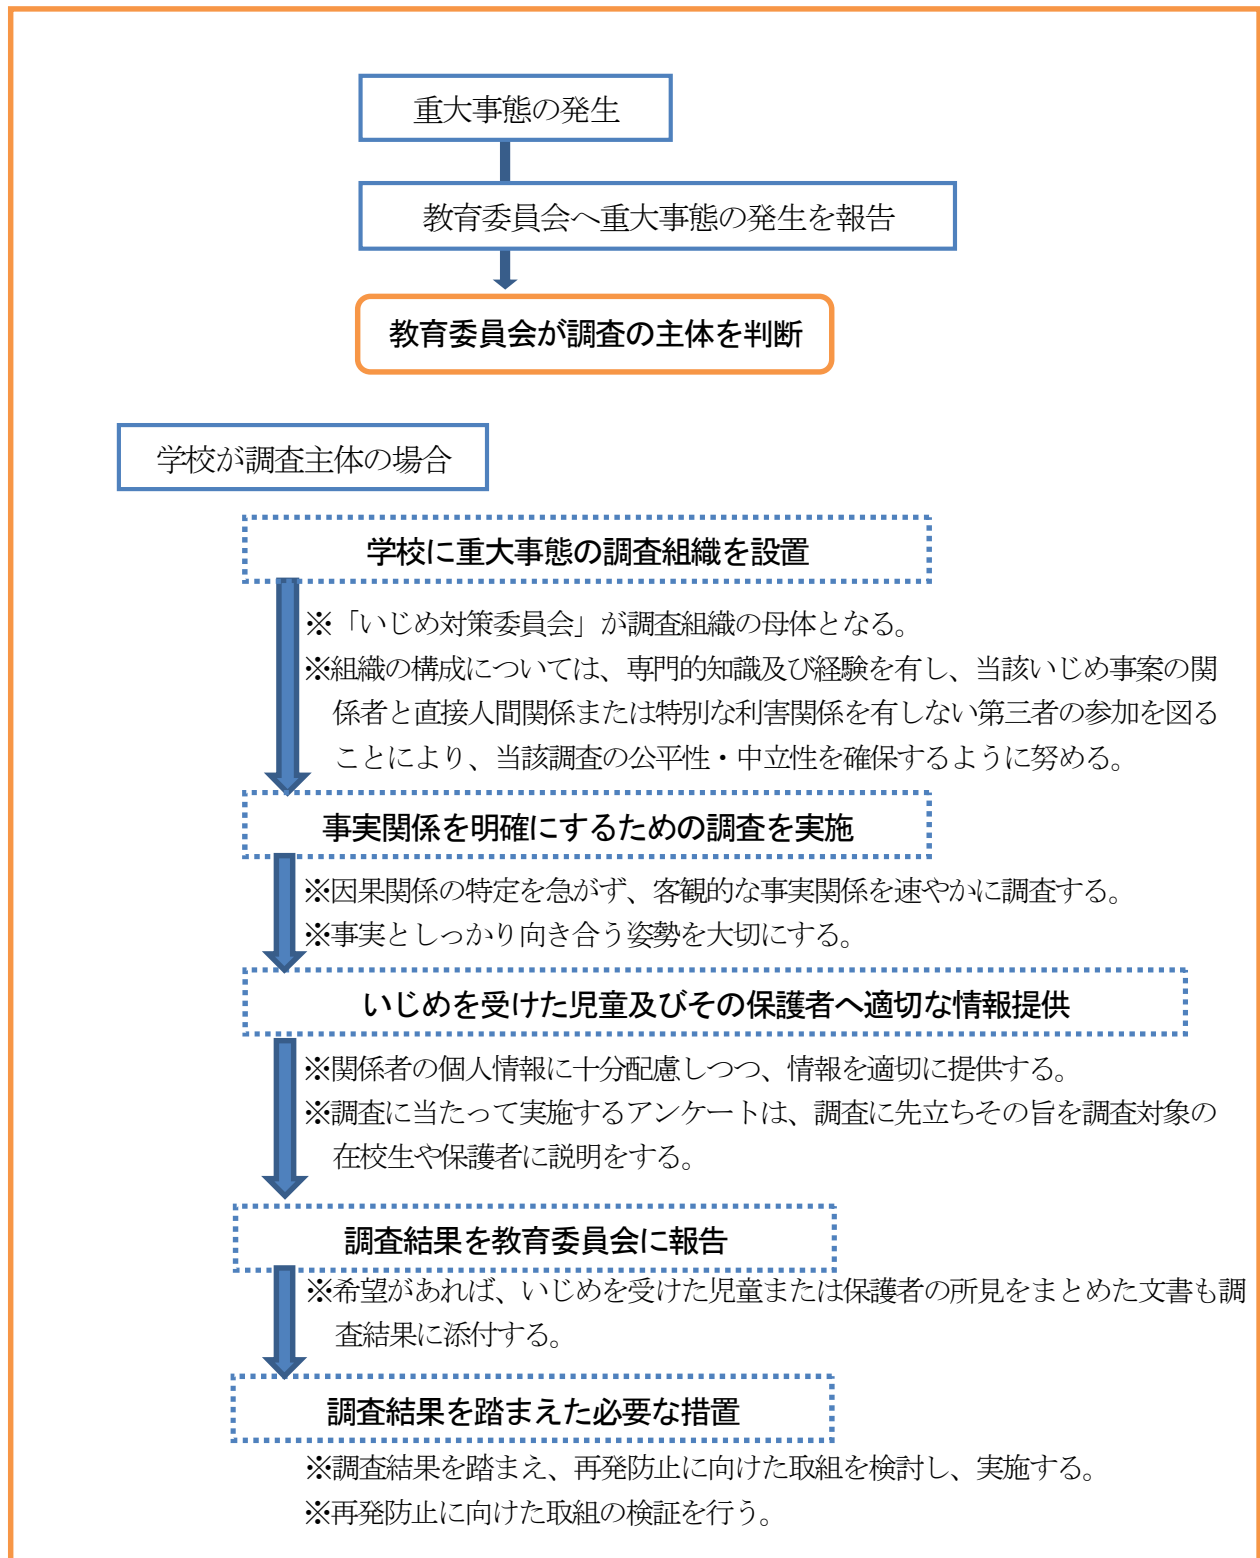 重大事態の発生
教育委員会へ重大事態の発生を報告
教育委員会が調査の主体を判断
学校が調査主体の場合
学校に重大事態の調査組織を設置
※「いじめ対策委員会」が調査組織の母体となる。
※組織の構成については、専門的知識及び経験を有し、当該いじめ事案の関
係者と直接人間関係または特別な利害関係を有しない第三者の参加を図る
ことにより、当該調査の公平性・中立性を確保するように努める。
事実関係を明確にするための調査を実施
※因果関係の特定を急がず、客観的な事実関係を速やかに調査する。
※事実としっかり向き合う姿勢を大切にする。
いじめを受けた児童及びその保護者へ適切な情報提供
※関係者の個人情報に十分配慮しつつ、情報を適切に提供する。
※調査に当たって実施するアンケートは、調査に先立ちその旨を調査対象の
在校生や保護者に説明をする。
調査結果を教育委員会に報告
※希望があれば、いじめを受けた児童または保護者の所見をまとめた文書も調
査結果に添付する。
調査結果を踏まえた必要な措置
※調査結果を踏まえ、再発防止に向けた取組を検討し、実施する。
※再発防止に向けた取組の検証を行う。